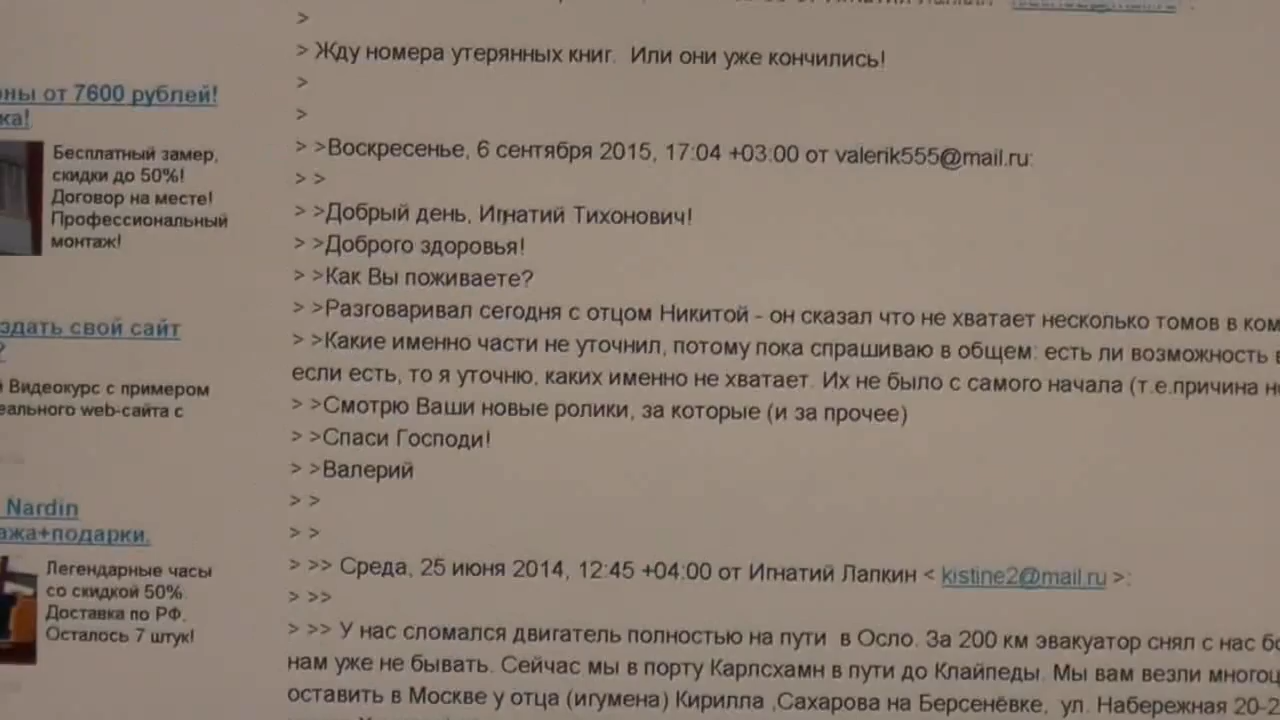 >
> Жду номера утерянных книг.  Или они уже кончились!
>
>
> >Воскресенье, 6 сентября 2015, 17:04 +03:00 от valerik555@mail.ru:
> >
> >Добрый день, Игнатий Тихонович!
> >Доброго здоровья!
> >Как Вы поживаете?
> >Разговаривал сегодня с отцом Никитой - он сказал что не хватает несколько томов в ком
> >Какие именно части не уточнил, потому пока спрашиваю в общем: есть ли возможность в
если есть, то я уточню, каких именно не хватает. Их не было с самого начала (т.е.причина не
> >Смотрю Ваши новые ролики, за которые (и за прочее)
> >Спаси Господи!
> >Валерий
> >
> >
> >> Среда, 25 июня 2014, 12:45 +04:00 от Игнатий Лапкин < kistine2@mail.ru >:
> >>
> >> У нас сломался двигатель полностью на пути  в Осло. За 200 км эвакуатор снял с нас бо
нам уже не бывать. Сейчас мы в порту Карлсхамн в пути до Клайпеды. Мы вам везли многоц
оставить в Москве у отца (игумена) Кирилла ,Сахарова на Берсенёвке,  ул. Набережная 20-2
ны от 7600 рублей!
ка!
Бесплатный замер,
скидки до 50%!
Договор на месте!
Профессиональный
монтаж!
здать свой сайт
?
Видеокурс с примером
еального web-сайта с
Nardin
ажа+подарки.
Легендарные часы
со скидкой 50%.
Доставка по РФ.
Осталось 7 штук!